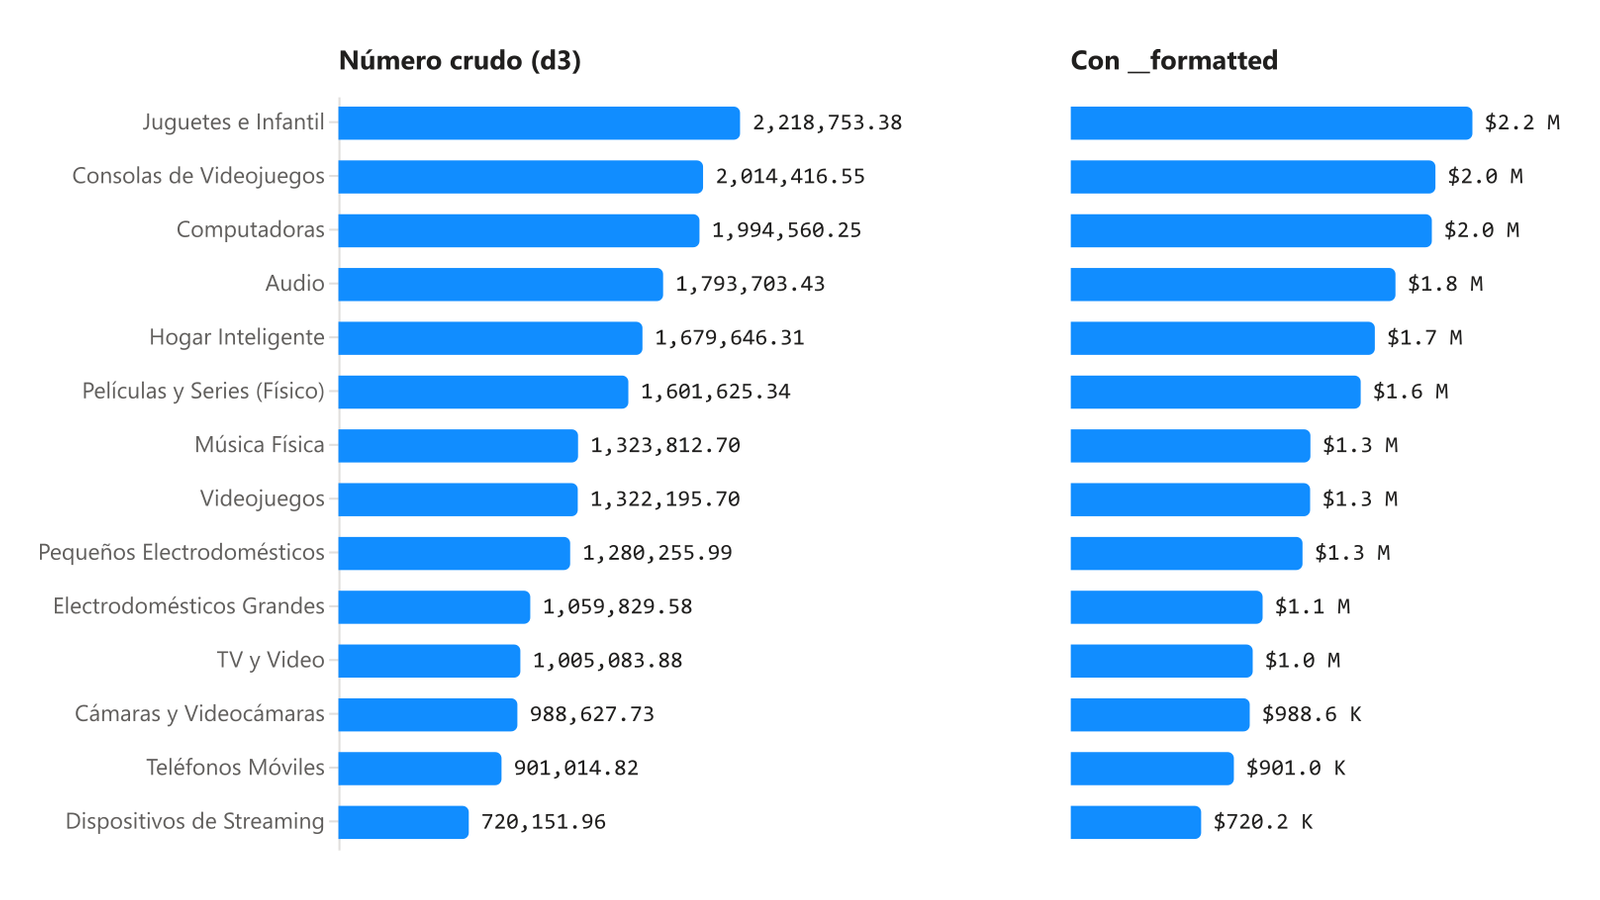 Número crudo (d3) Con __formatted
Juguetes e Infantil 2,218,753.38 $2.2 M
Consolas de Videojuegos 2,014,416.55 $2.0 M
Computadoras 1,994,560.25 $2.0 M
Audio 1,793,703.43 $1.8 M
Hogar Inteligente 1,679,646.31 $1.7 M
Películas y Series (Físico) 1,601,625.34 $1.6 M
Música Física 1,323,812.70 $1.3 M
Videojuegos 1,322,195.70 $1.3 M
Pequeños Electrodomésticos 1,280,255.99 $1.3 M
Electrodomésticos Grandes 1,059,829.58 $1.1 M
TV y Video 1,005,083.88 $1.0 M
Cámaras y Videocámaras 988,627.73 $988.6 K
Teléfonos Móviles 901,014.82 $901.0 K
Dispositivos de Streaming 720,151.96 $720.2 K